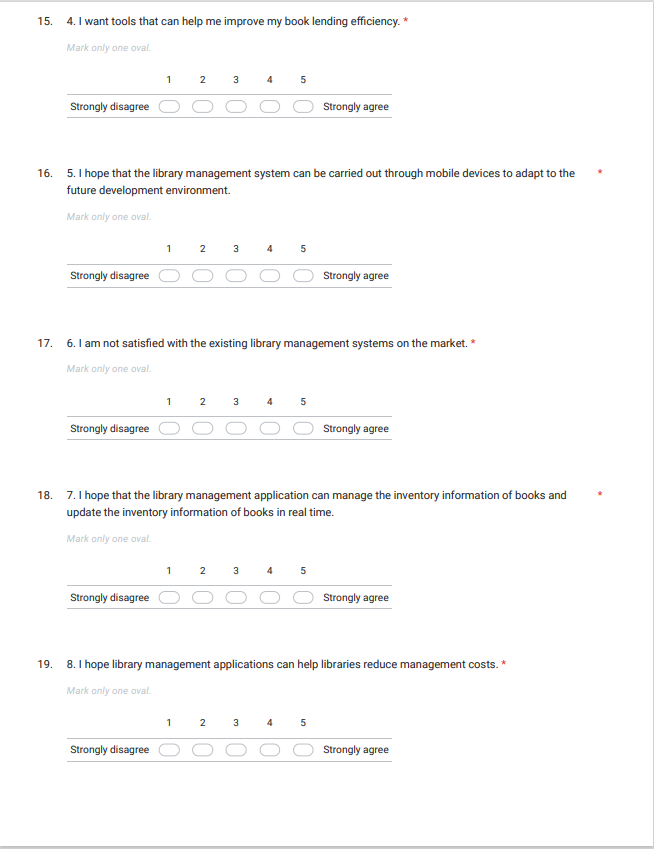 15. 4. I want tools that can help me improve my book lending efficiency. *
Mark only one oval.
1 2 3 4 5
Strongly disagree Strongly agree
16. 5. I hope that the library management system can be carried out through mobile devices to adapt to the *
future development environment.
Mark only one oval.
1 2 3 4 5
Strongly disagree Strongly agree
17. 6. I am not satisfied with the existing library management systems on the market. *
Mark only one oval.
1 2 3 4 5
Strongly disagree Strongly agree
18. 7. I hope that the library management application can manage the inventory information of books and *
update the inventory information of books in real time.
Mark only one oval.
1 2 3 4 5
Strongly disagree Strongly agree
19. 8. I hope library management applications can help libraries reduce management costs. *
Mark only one oval.
1 2 3 4 5
Strongly disagree Strongly agree